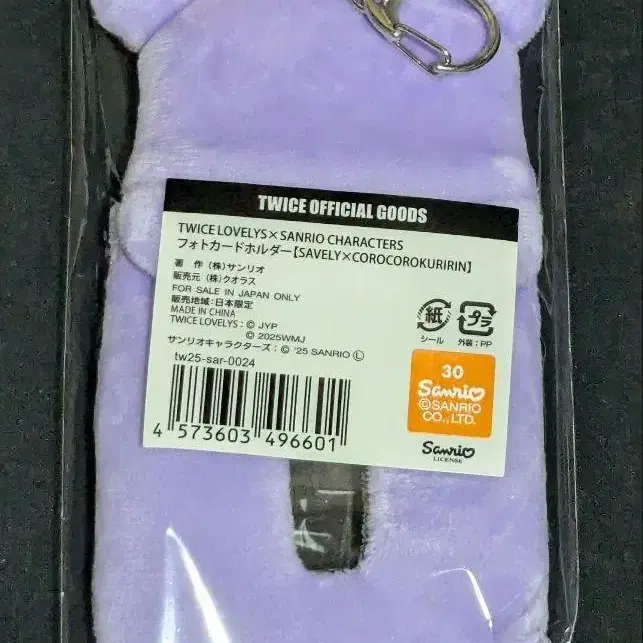 TWICE OFFICIAL GOODS
TWICE LOVELYS×SANRIO CHARACTERS
フォトカードホルダー【SAVELY×COROCOROKURIRIN】
著 作 (株)サンリオ
販売元 (株)クオラス
FOR SALE IN JAPAN ONLY
販売地域:日本限定
MADE IN CHINA
TWICE LOVELYS:© JYP
© 2025WMJ
サンリオキャラクターズ:© '25 SANRIO Ⓛ
tw25-sar-0024
4 573603 496601
紙
シール
プラ
外装:PP
30
Sanrio
©SANRIO
CO.,LTD.
Sanrio
LICENSE